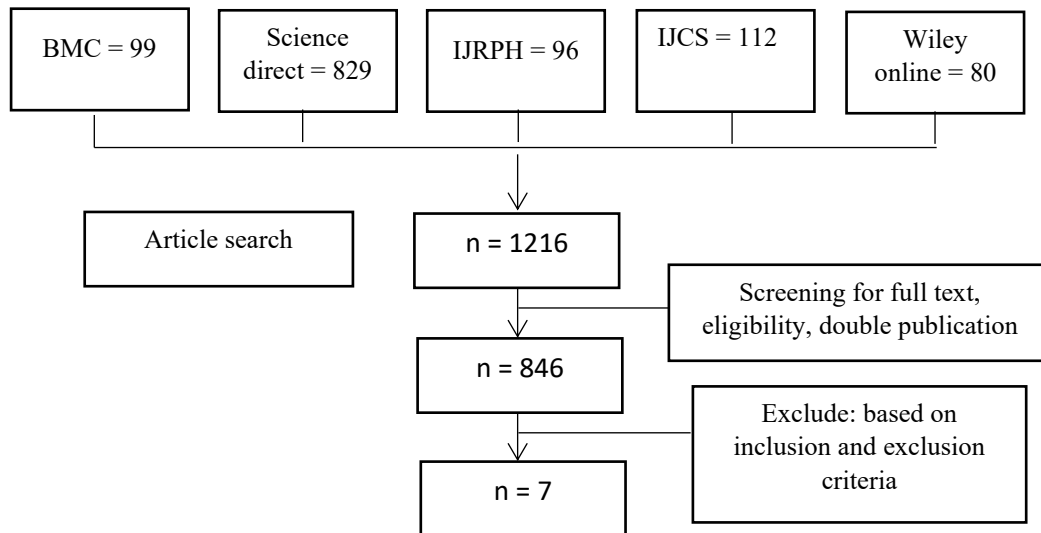 BMC = 99
Science
direct = 829
IJRPH = 96
IJCS = 112
Wiley
online = 80
Article search
n = 1216
Screening for full text,
eligibility, double publication
n = 846
Exclude: based on
inclusion and exclusion
criteria
n = 7